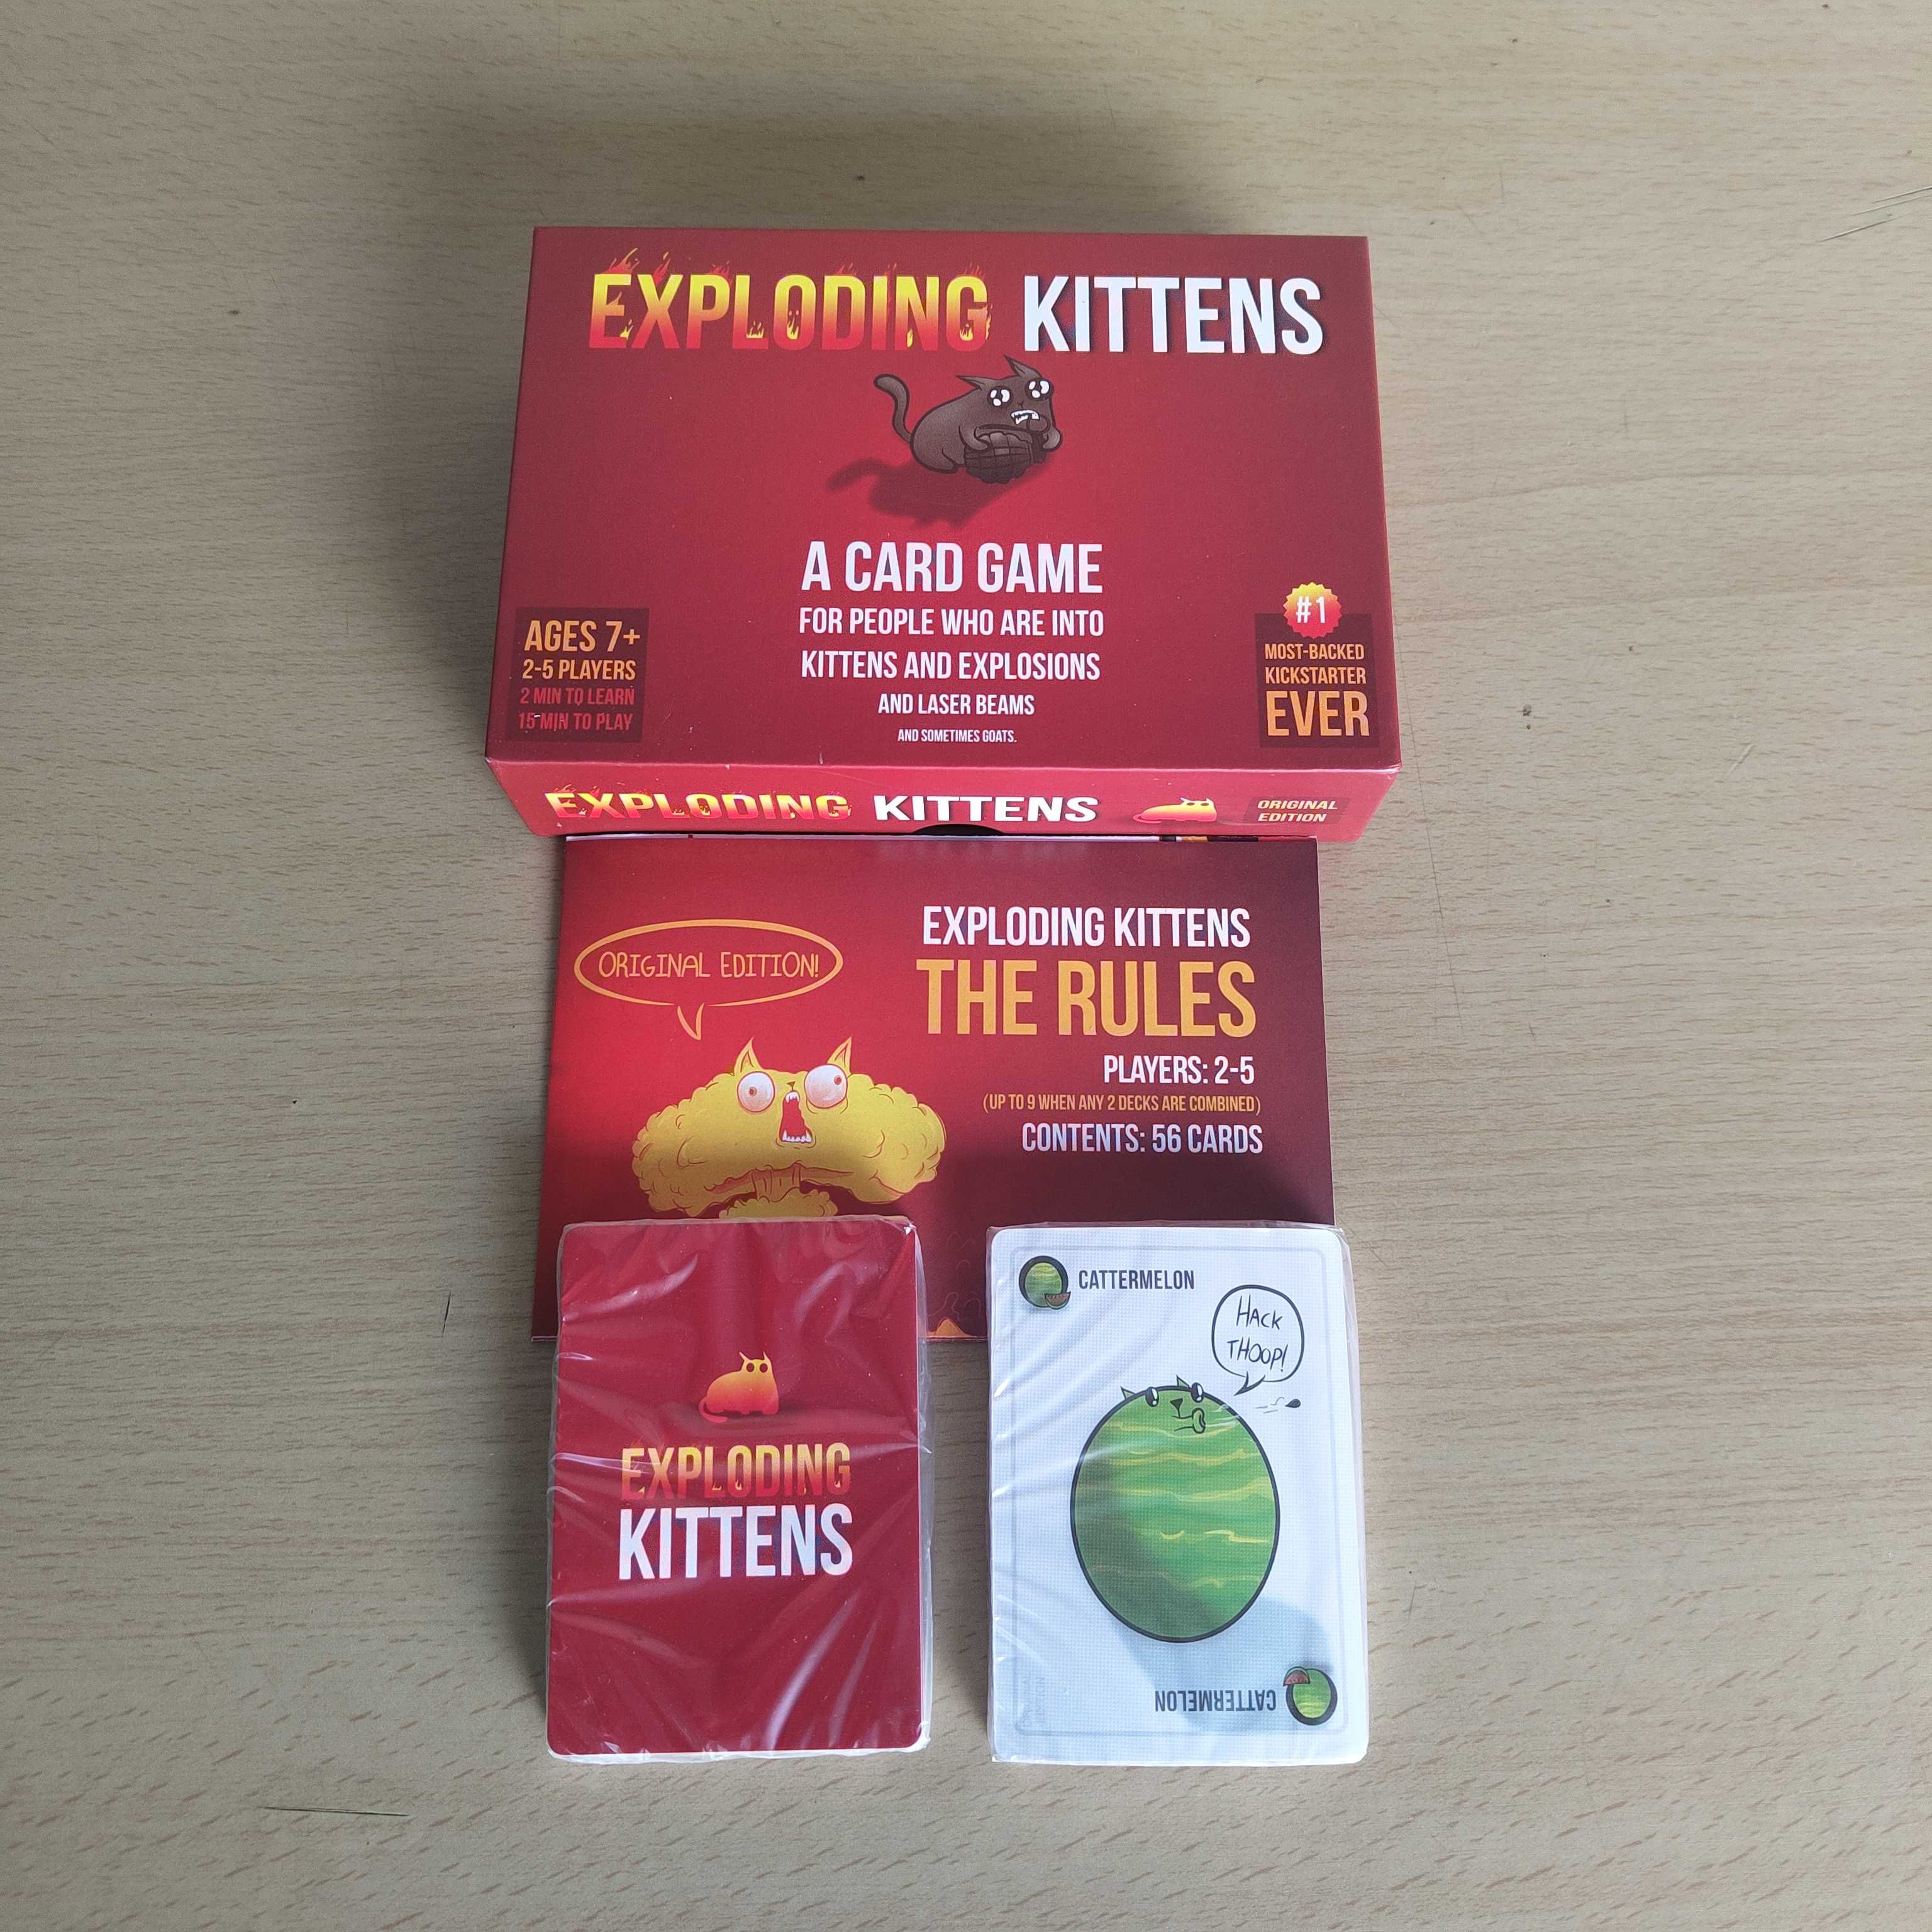 EXPLODING KITTENS
A CARD GAME
FOR PEOPLE WHO ARE INTO
KITTENS AND EXPLOSIONS
AND LASER BEAMS
AND SOMETIMES GOATS.
AGES 7+
2-5 PLAYERS
2 MIN TO LEARN
15 MIN TO PLAY
#1
MOST-BACKED
KICKSTARTER
EVER
EXPLODING KITTENS
ORIGINAL
EDITION
ORIGINAL EDITION!
EXPLODING KITTENS
THE RULES
PLAYERS: 2-5
(UP TO 9 WHEN ANY 2 DECKS ARE COMBINED)
CONTENTS: 56 CARDS
EXPLODING
KITTENS
CATTERMELON
HACK
THOOP!
CATTERMELON